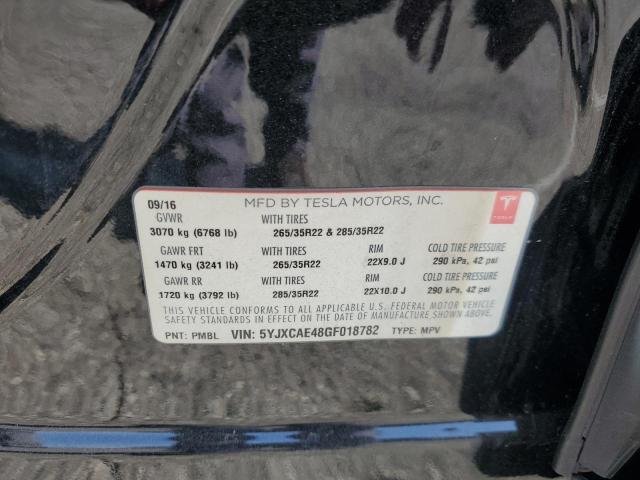 09/16 MFD BY TESLA MOTORS, INC.
GVWR WITH TIRES
3070 kg (6768 lb) 265/35R22 & 285/35R22
TESLA
GAWR FRT WITH TIRES RIM COLD TIRE PRESSURE
1470 kg (3241 lb) 265/35R22 22X9.0 J 290 kPa, 42 psi
GAWR RR WITH TIRES RIM COLD TIRE PRESSURE
1720 kg (3792 lb) 285/35R22 22X10.0 J 290 kPa, 42 psi
THIS VEHICLE CONFORMS TO ALL APPLICABLE U.S. FEDERAL MOTOR VEHICLE
SAFETY STANDARDS IN EFFECT ON THE DATE OF MANUFACTURE SHOWN ABOVE.
PNT: PMBL VIN: 5YJXCAE48GF018782 TYPE: MPV